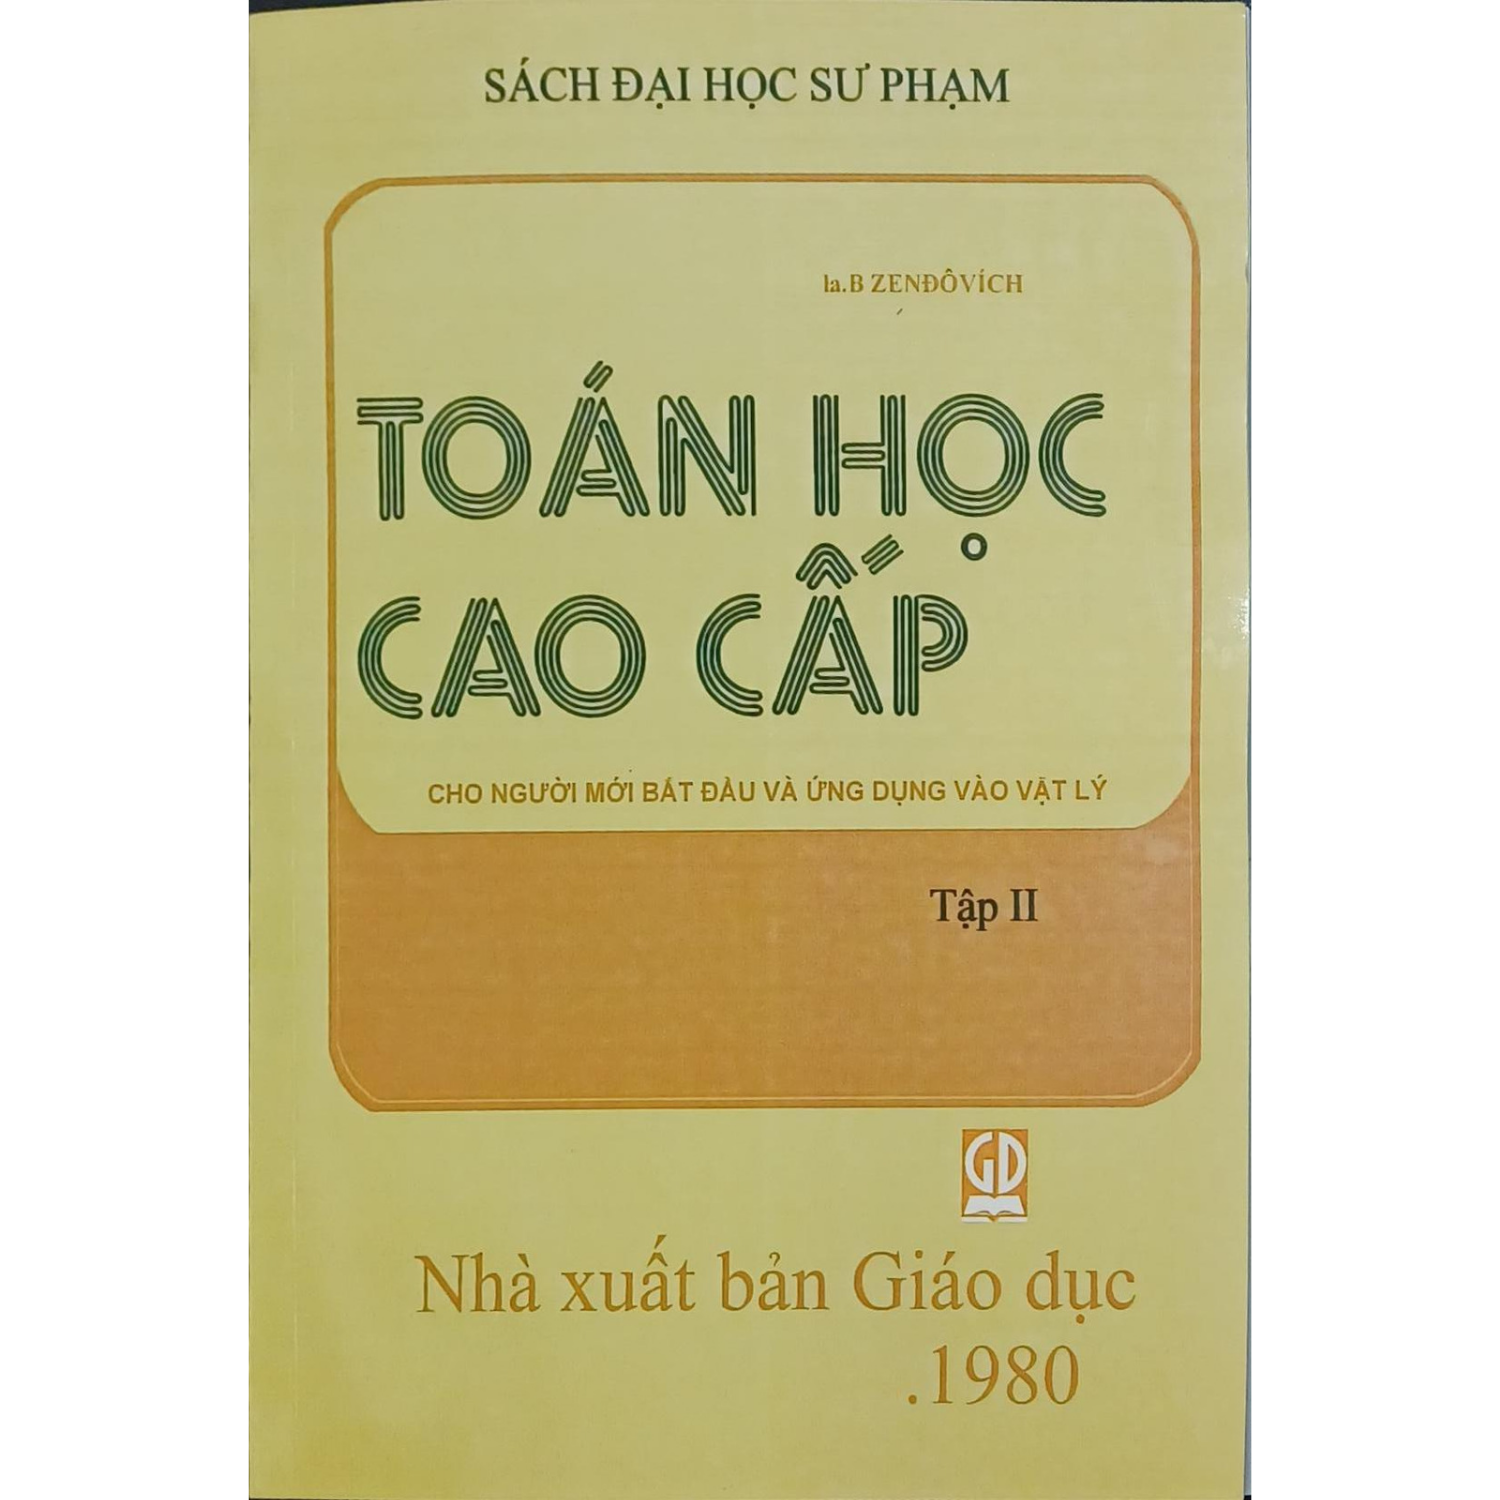 SÁCH ĐẠI HỌC SƯ PHẠM
Ia.B ZENĐÔVÍCH
TOÁN HỌC
CAO CẤP
CHO NGƯỜI MỚI BẮT ĐẦU VÀ ỨNG DỤNG VÀO VẬT LÝ
Tập II
GD
Nhà xuất bản Giáo dục
.1980